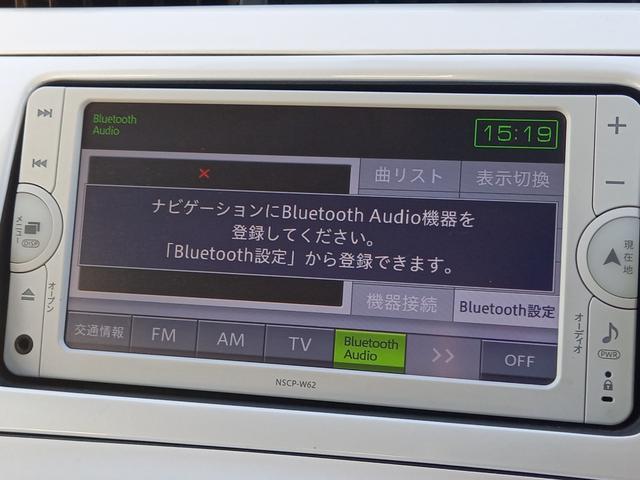 Bluetooth
Audio
15:19
曲リスト
表示切換
ナビゲーションにBluetooth Audio機器を
登録してください。
「Bluetooth設定」から登録できます。
機器接続
Bluetooth設定
交通情報
FM
AM
TV
Bluetooth
Audio
>>
OFF
NSCP-W62
メニュー
DISP
オープン
現在地
オーディオ
PWR